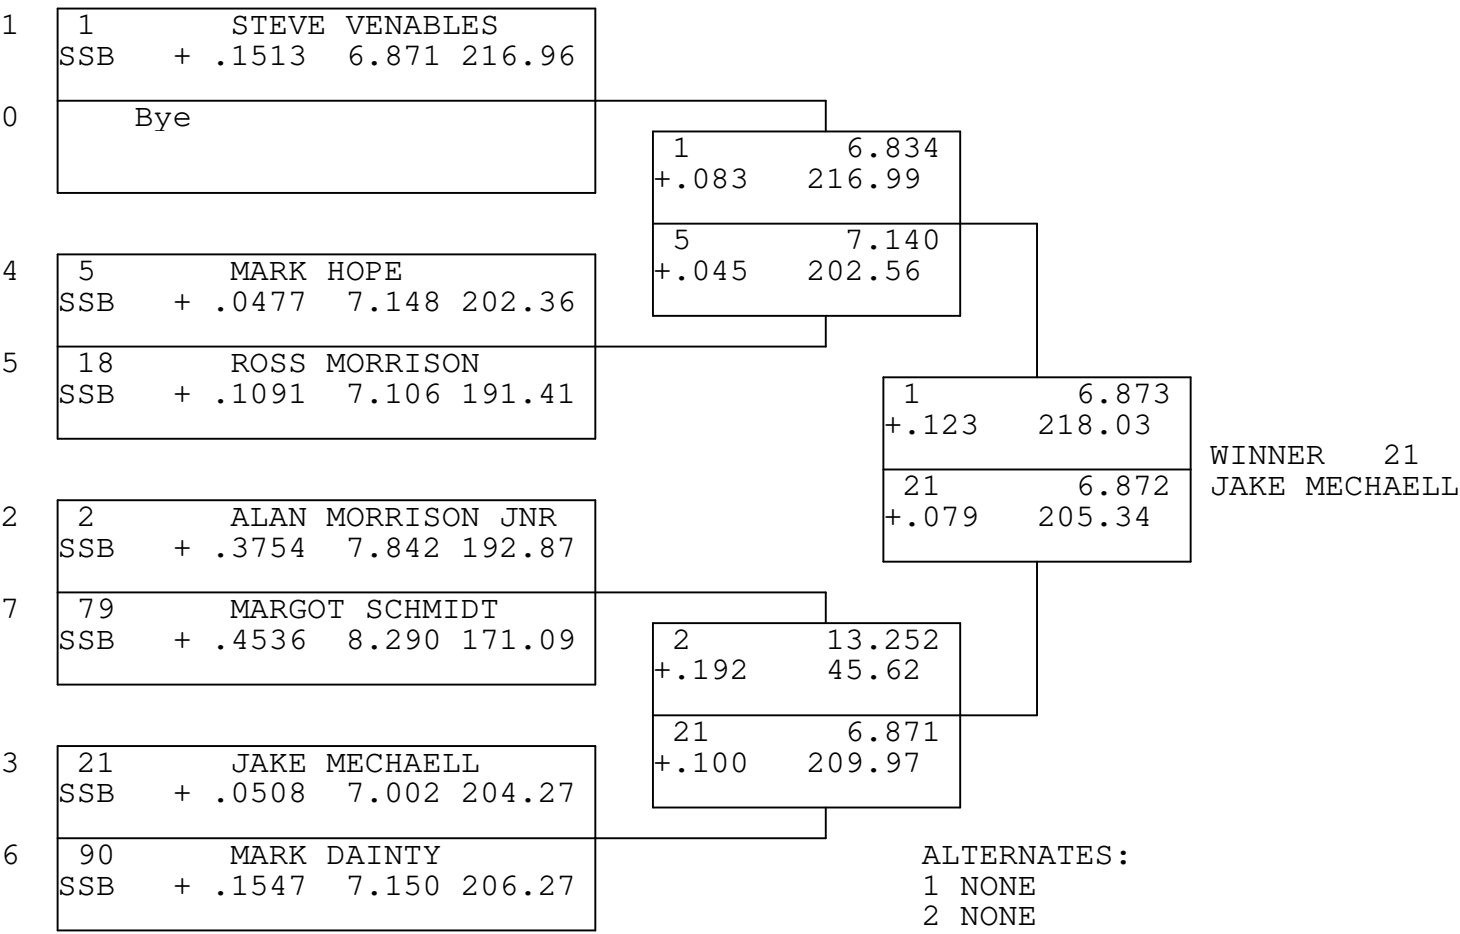 1 1 STEVE VENABLES
SSB + .1513 6.871 216.96
0 Bye
4 5 MARK HOPE
SSB + .0477 7.148 202.36
5 18 ROSS MORRISON
SSB + .1091 7.106 191.41
2 2 ALAN MORRISON JNR
SSB + .3754 7.842 192.87
7 79 MARGOT SCHMIDT
SSB + .4536 8.290 171.09
3 21 JAKE MECHAELL
SSB + .0508 7.002 204.27
6 90 MARK DAINTY
SSB + .1547 7.150 206.27
1 6.834
+.083 216.99
5 7.140
+.045 202.56
2 13.252
+.192 45.62
21 6.871
+.100 209.97
1 6.873
+.123 218.03
21 6.872
+.079 205.34
WINNER 21
JAKE MECHAELL
ALTERNATES:
1 NONE
2 NONE